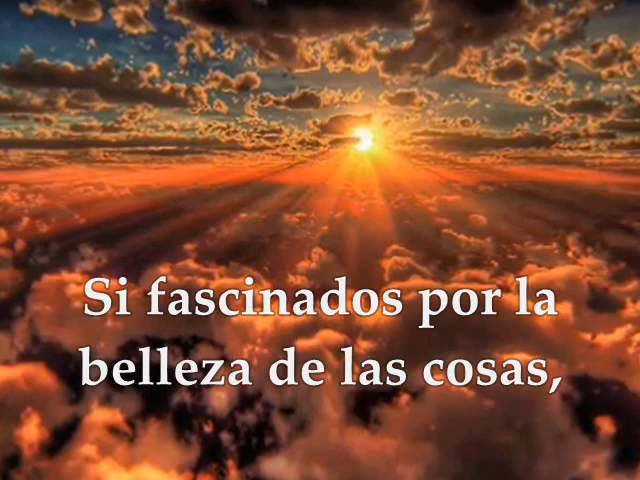 Si fascinados por la
belleza de las cosas,